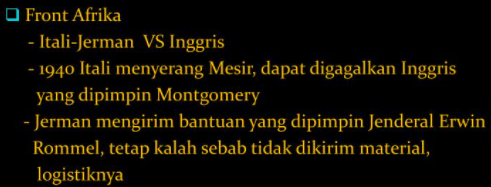 ❑ Front Afrika
- Itali-Jerman VS Inggris
- 1940 Itali menyerang Mesir, dapat digagalkan Inggris
yang dipimpin Montgomery
- Jerman mengirim bantuan yang dipimpin Jenderal Erwin
Rommel, tetap kalah sebab tidak dikirim material,
logistiknya